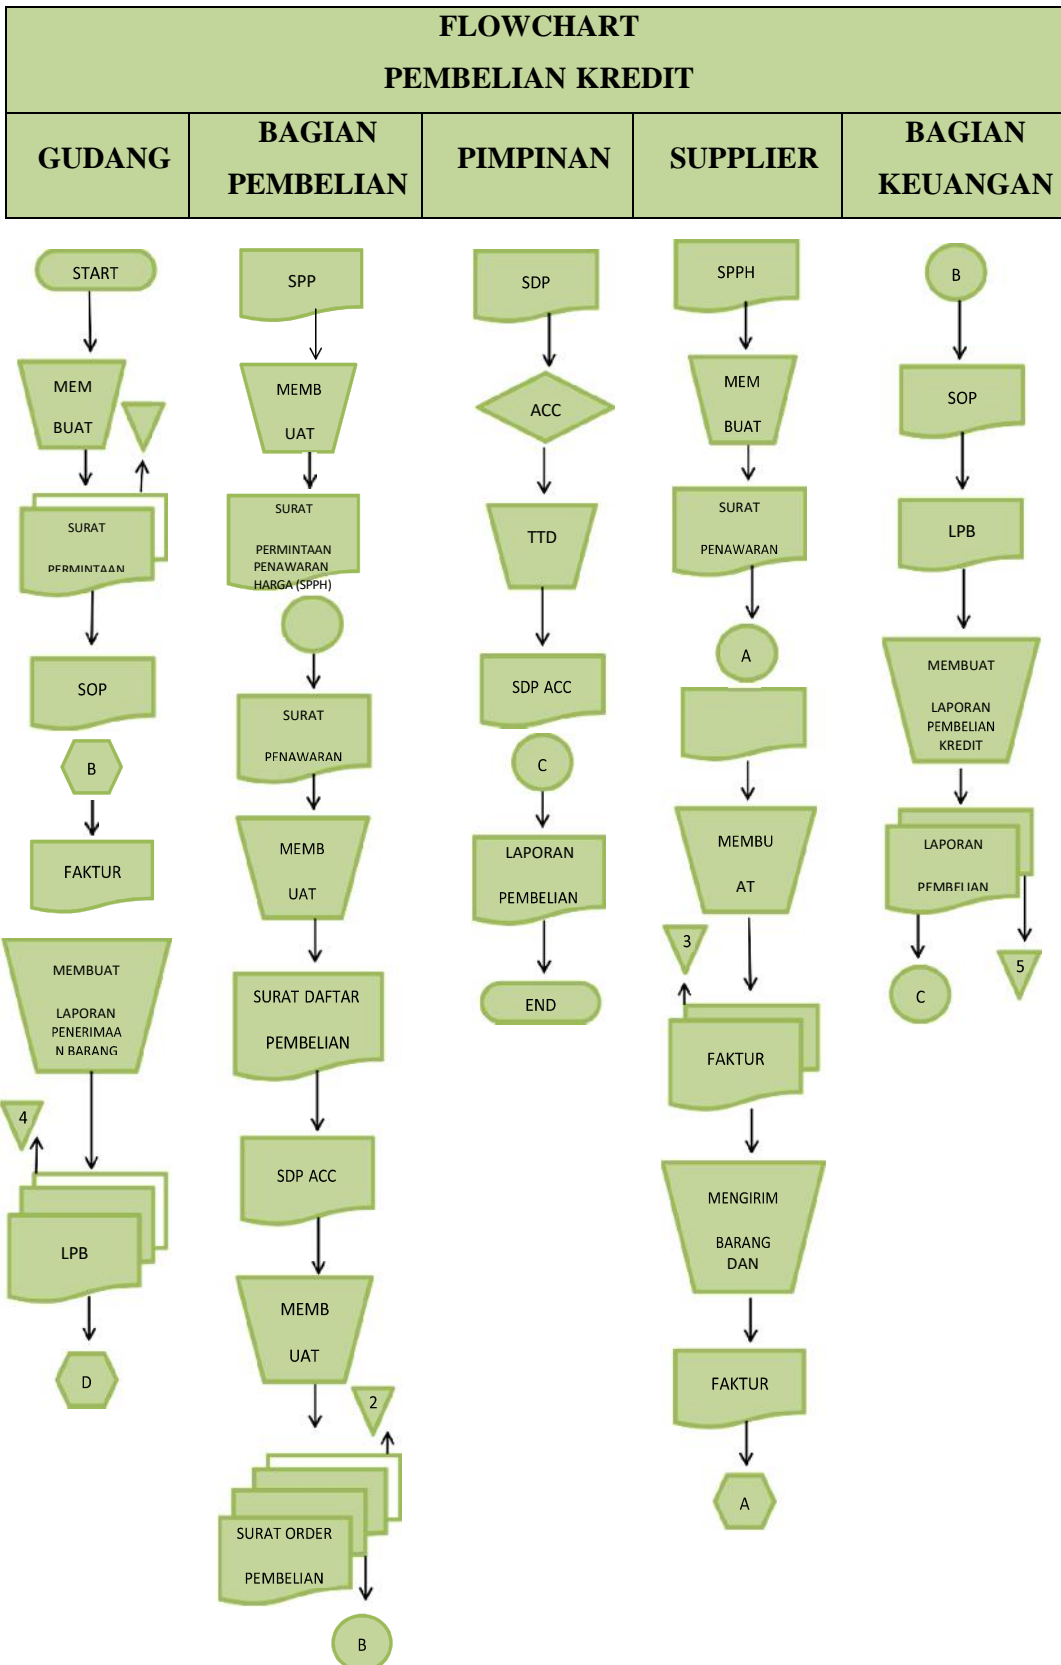 FLOWCHART
PEMBELIAN KREDIT
GUDANG
BAGIAN
PEMBELIAN
PIMPINAN
SUPPLIER
BAGIAN
KEUANGAN
START
MEM
BUAT
SURAT
PERMINTAAN
SOP
B
FAKTUR
MEMBUAT
LAPORAN
PENERIMAA
N BARANG
4
LPB
D
SPP
MEMB
UAT
SURAT
PERMINTAAN
PENAWARAN
HARGA (SPPH)
SURAT
PENAWARAN
MEMB
UAT
SURAT DAFTAR
PEMBELIAN
SDP ACC
MEMB
UAT
2
SURAT ORDER
PEMBELIAN
B
SDP
ACC
TTD
SDP ACC
C
LAPORAN
PEMBELIAN
END
SPPH
MEM
BUAT
SURAT
PENAWARAN
A
MEMBU
AT
3
FAKTUR
MENGIRIM
BARANG
DAN
FAKTUR
A
B
SOP
LPB
MEMBUAT
LAPORAN
PEMBELIAN
KREDIT
LAPORAN
PEMBELIAN
5
C